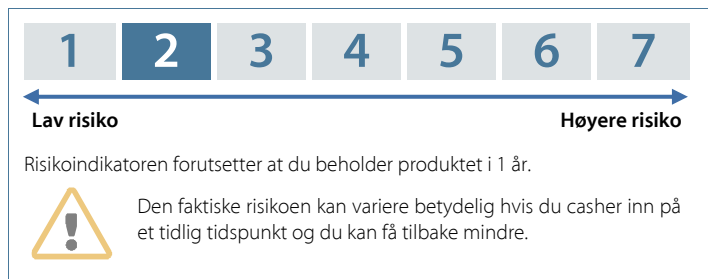 1 2 3 4 5 6 7
Lav risiko Høyere risiko
Risikoindikatoren forutsetter at du beholder produktet i 1 år.
Den faktiske risikoen kan variere betydelig hvis du casher inn på
et tidlig tidspunkt og du kan få tilbake mindre.